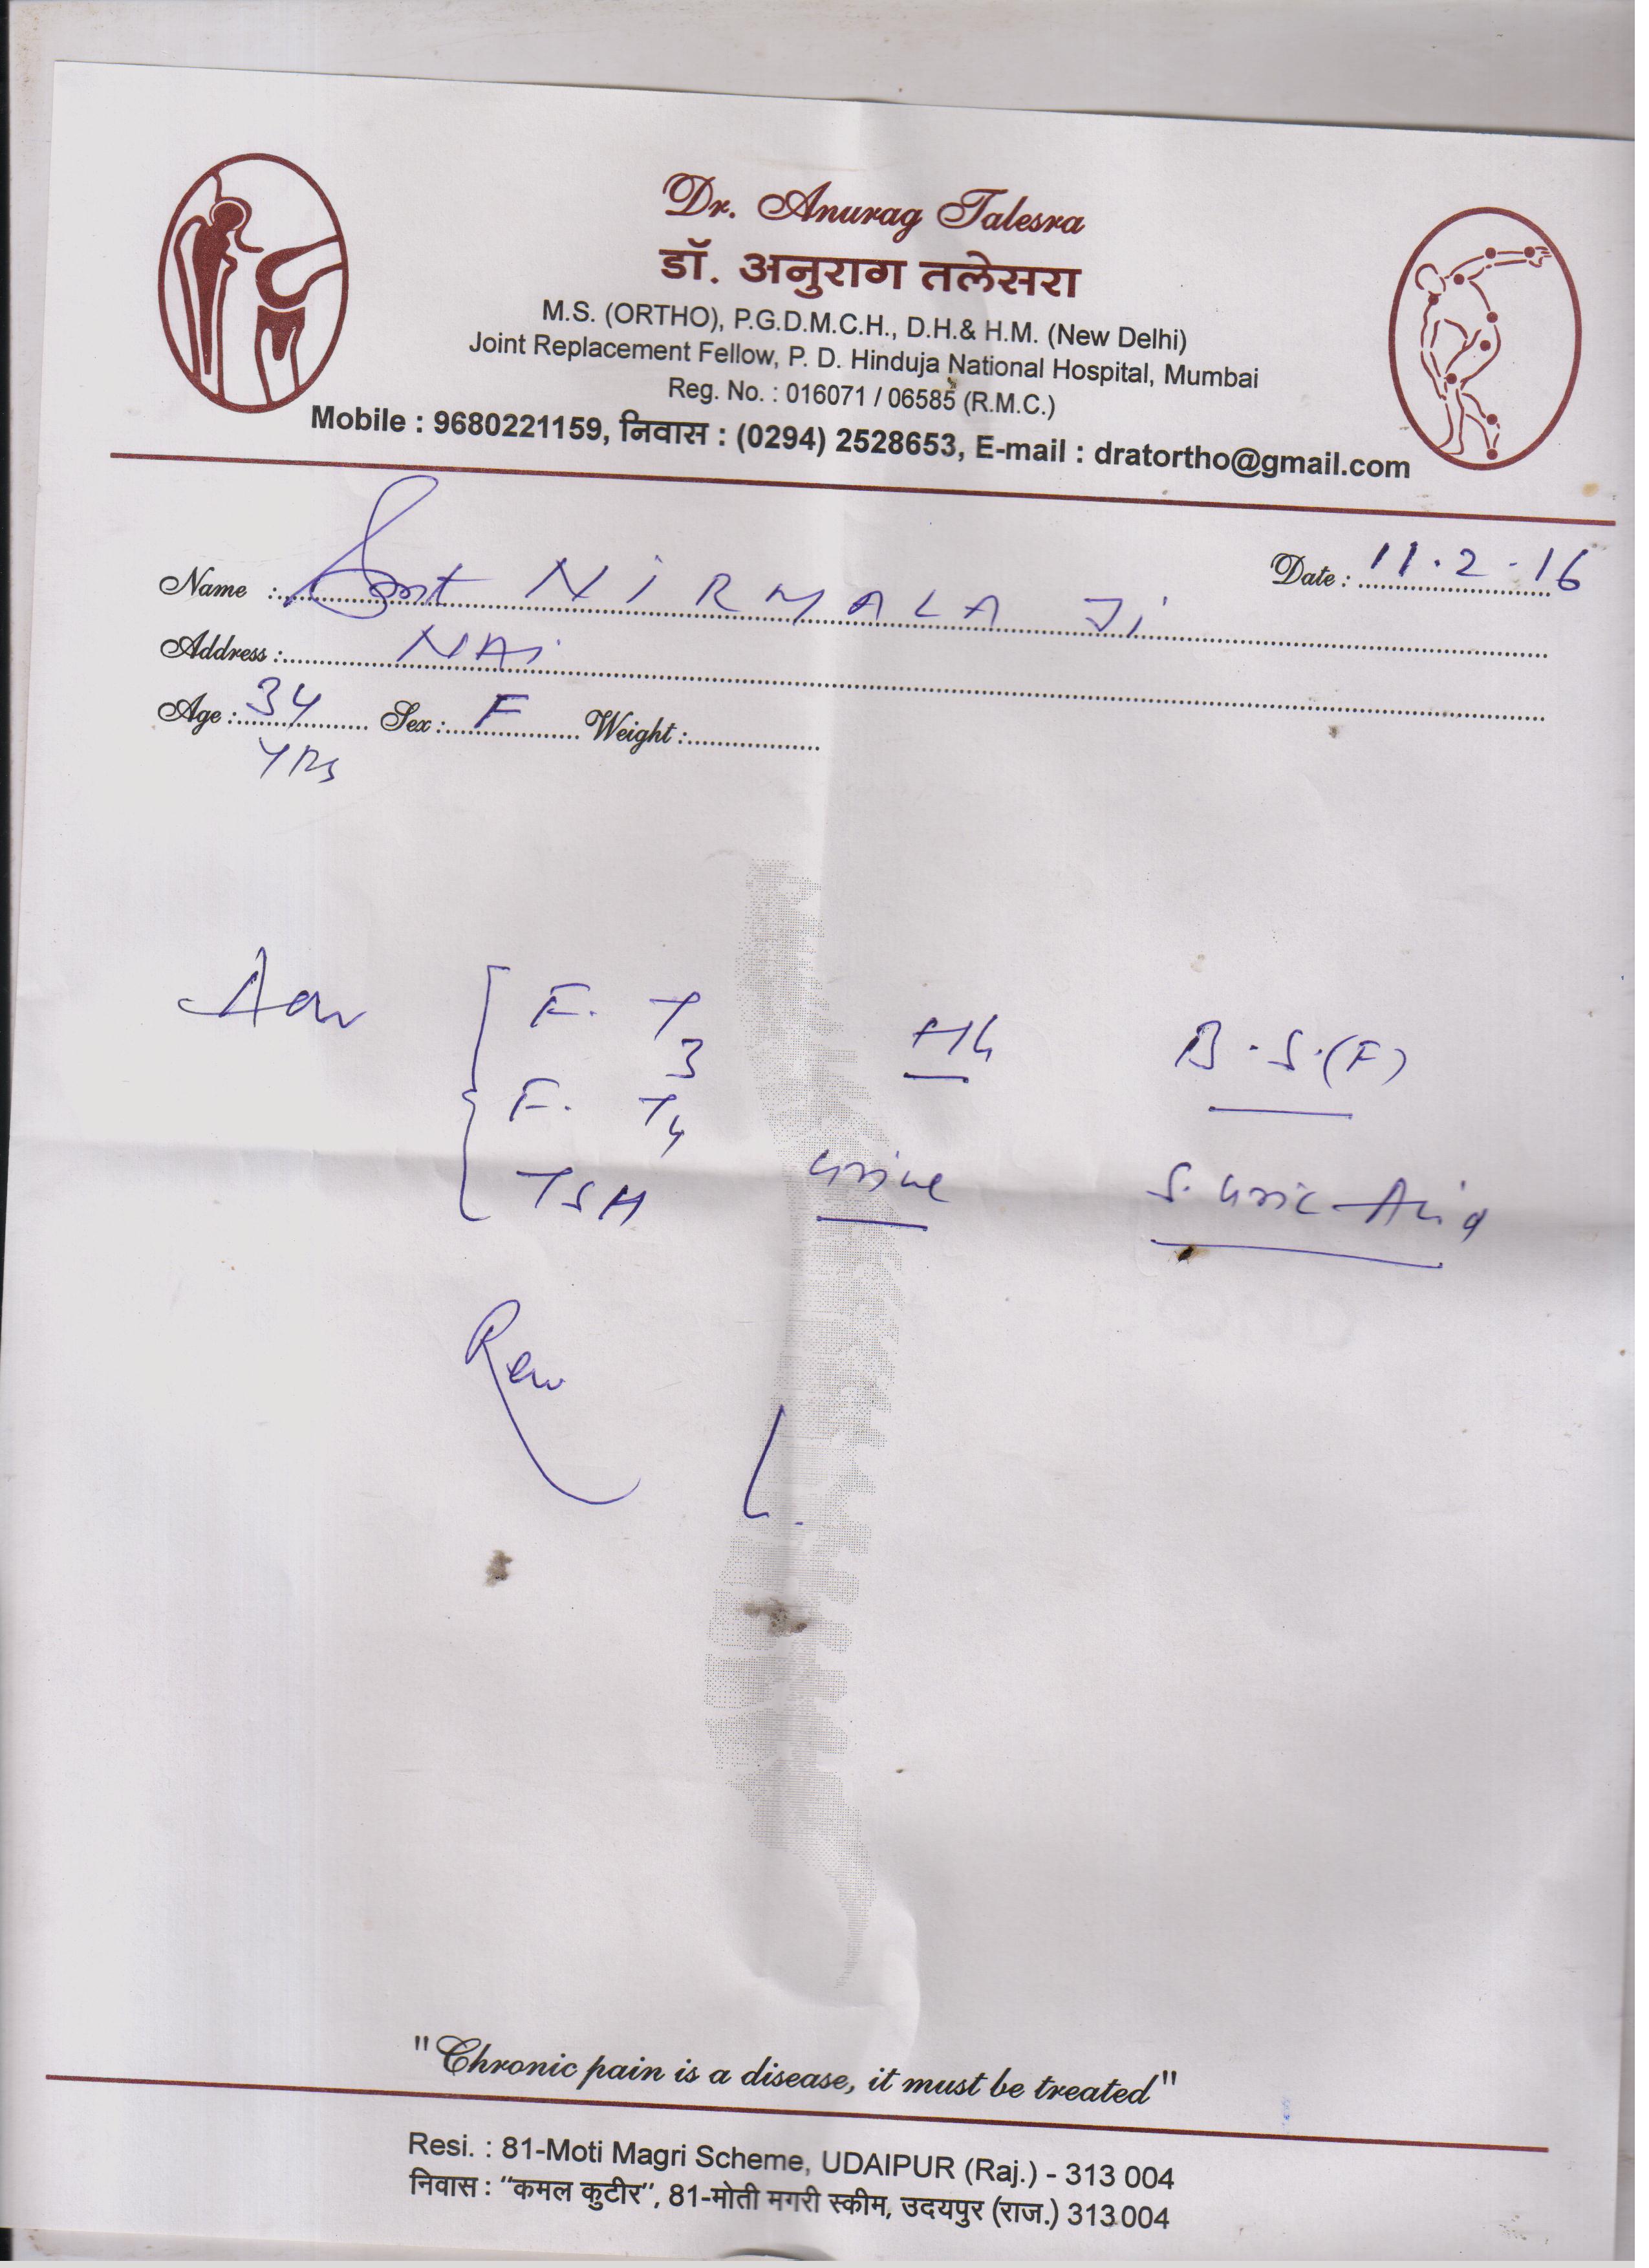 Dr. Anurag Talesra
डॉ. अनुराग तलेसरा
M.S. (ORTHO), P.G.D.M.C.H., D.H.& H.M. (New Delhi)
Joint Replacement Fellow, P. D. Hinduja National Hospital, Mumbai
Reg. No. : 016071 / 06585 (R.M.C.)
Mobile : 9680221159, निवास : (0294) 2528653, E-mail : dratortho@gmail.com
Name : Smt NiRMALA Ji Date : 11.2.16
Address : NAi
Age : 34 Sex : F Weight :
YRs
Adv F. T3 Hb B.S.(F)
F. T4
TSH Urine S. Uric Acid
Rev
"Chronic pain is a disease, it must be treated"
Resi. : 81-Moti Magri Scheme, UDAIPUR (Raj.) - 313 004
निवास : “कमल कुटीर”, 81-मोती मगरी स्कीम, उदयपुर (राज.) 313 004